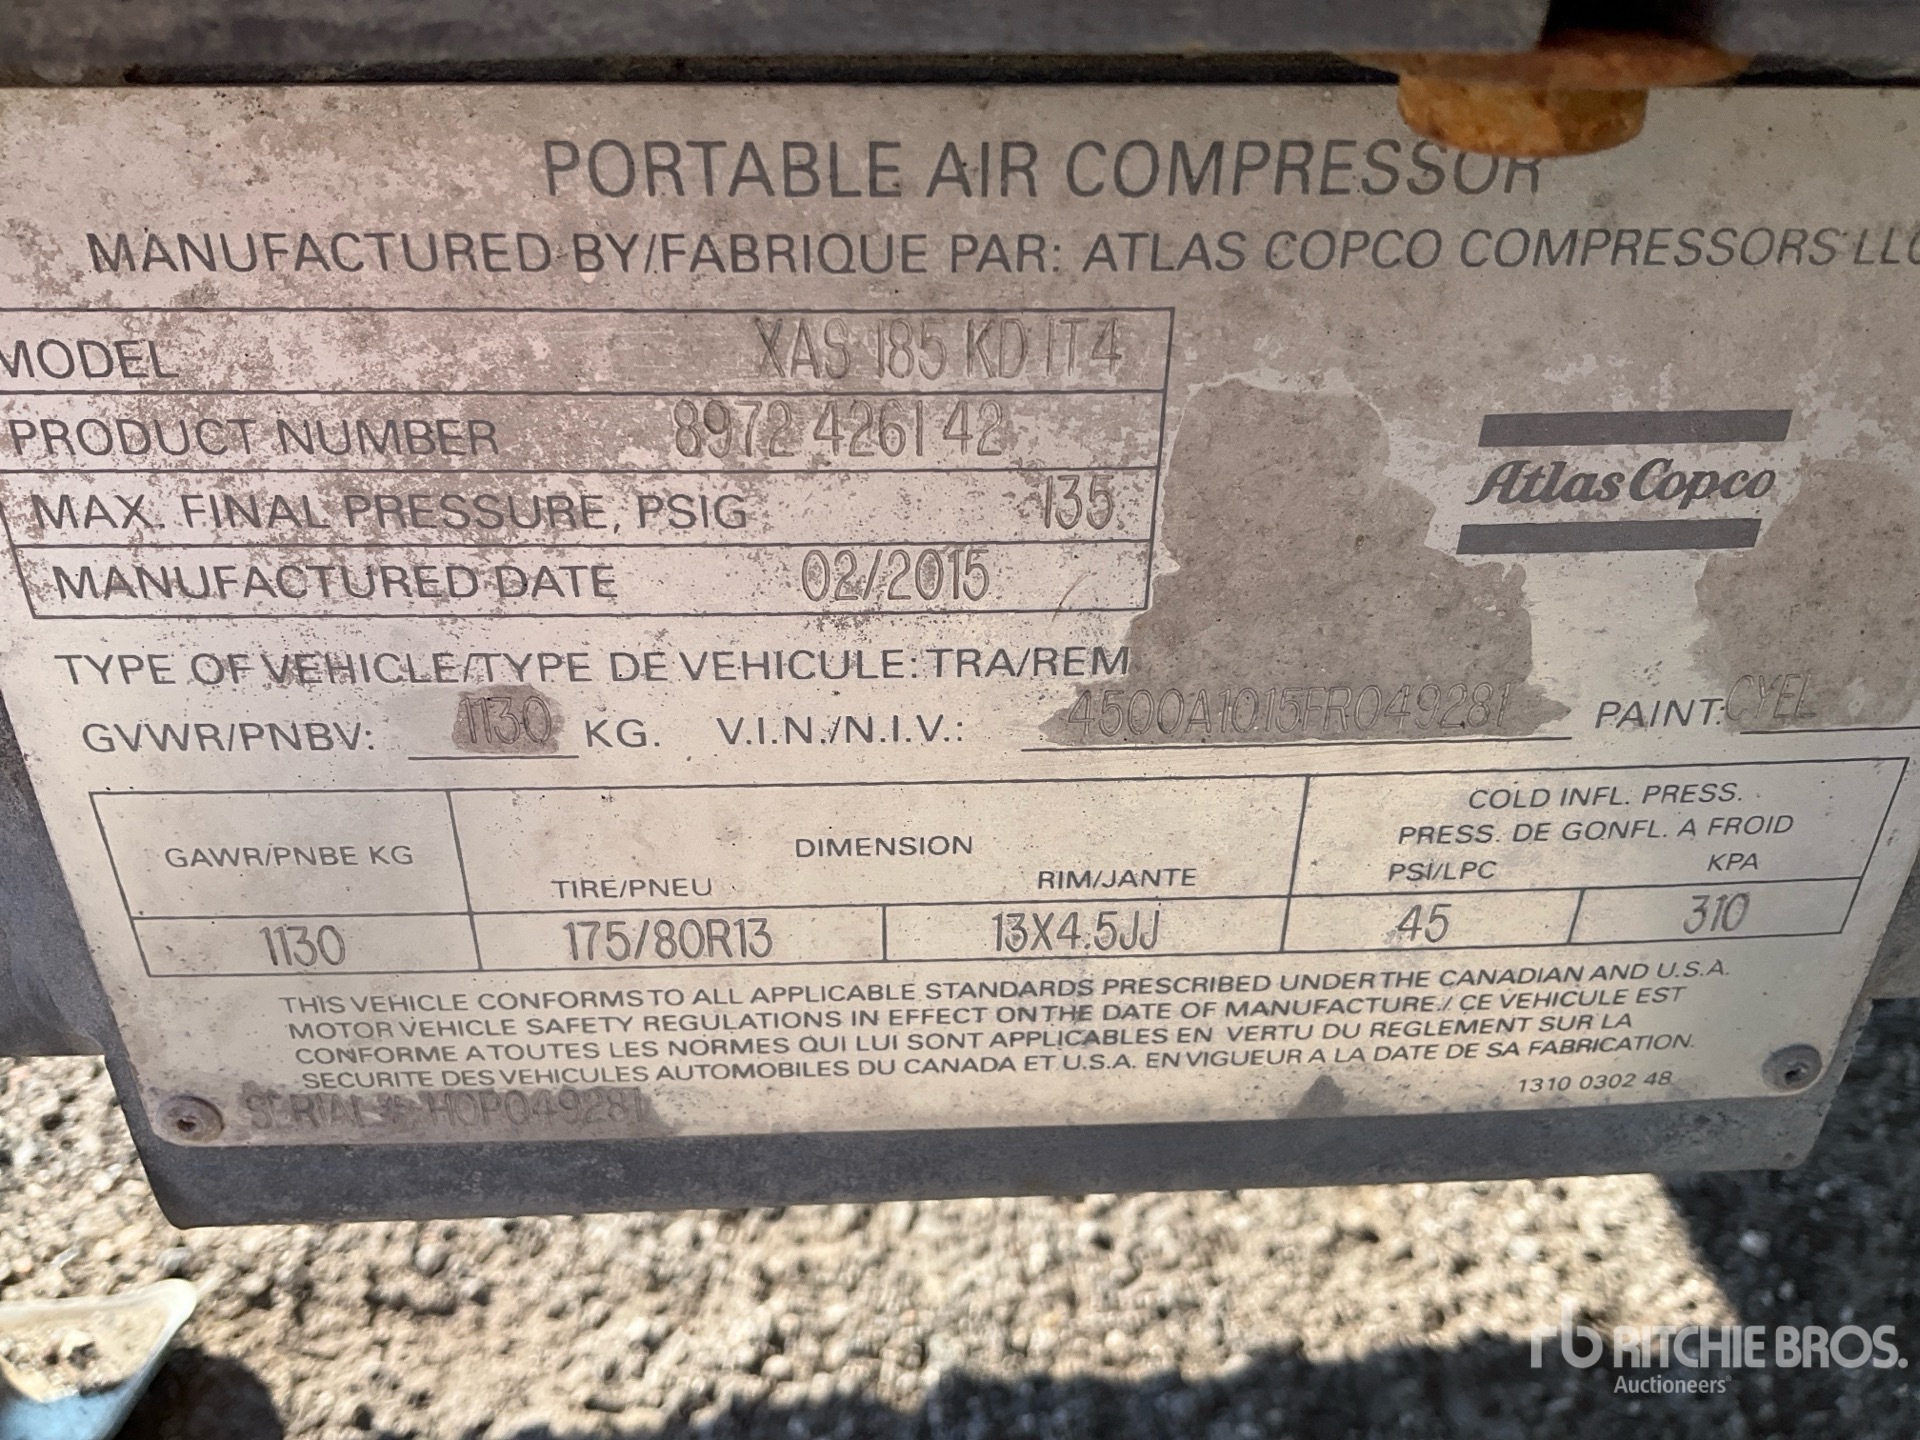 PORTABLE AIR COMPRESSOR
MANUFACTURED BY/FABRIQUE PAR: ATLAS COPCO COMPRESSORS LLC
MODEL XAS 185 KD IT4
PRODUCT NUMBER 8972 4261 42
MAX. FINAL PRESSURE, PSIG 135
MANUFACTURED DATE 02/2015
Atlas Copco
TYPE OF VEHICLE/TYPE DE VEHICULE: TRA/REM
GVWR/PNBV: 1130 KG. V.I.N./N.I.V.: 4500A1015FR049281 PAINT: CYEL
COLD INFL. PRESS.
GAWR/PNBE KG DIMENSION PRESS. DE GONFL. A FROID
TIRE/PNEU RIM/JANTE PSI/LPC KPA
1130 175/80R13 13X4.5JJ 45 310
THIS VEHICLE CONFORMS TO ALL APPLICABLE STANDARDS PRESCRIBED UNDER THE CANADIAN AND U.S.A.
MOTOR VEHICLE SAFETY REGULATIONS IN EFFECT ON THE DATE OF MANUFACTURE./ CE VEHICULE EST
CONFORME A TOUTES LES NORMES QUI LUI SONT APPLICABLES EN VERTU DU REGLEMENT SUR LA
SECURITE DES VEHICULES AUTOMOBILES DU CANADA ET U.S.A. EN VIGUEUR A LA DATE DE SA FABRICATION.
1310 0302 48
SERIAL # HOP049281
rb RITCHIE BROS.
Auctioneers